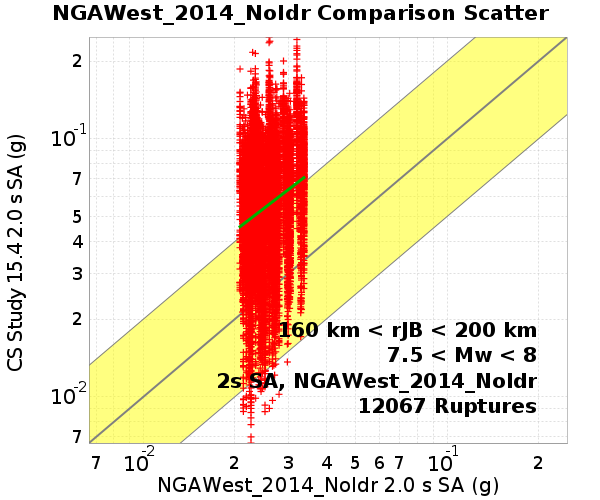 NGAWest_2014_NoIdr Comparison Scatter
CS Study 15.4 2.0 s SA (g)
2
10^-1
7
5
4
3
2
10^-2
7
160 km < rJB < 200 km
7.5 < Mw < 8
2s SA, NGAWest_2014_NoIdr
12067 Ruptures
7 10^-2 2 3 4 5 6 7 10^-1 2
NGAWest_2014_NoIdr 2.0 s SA (g)